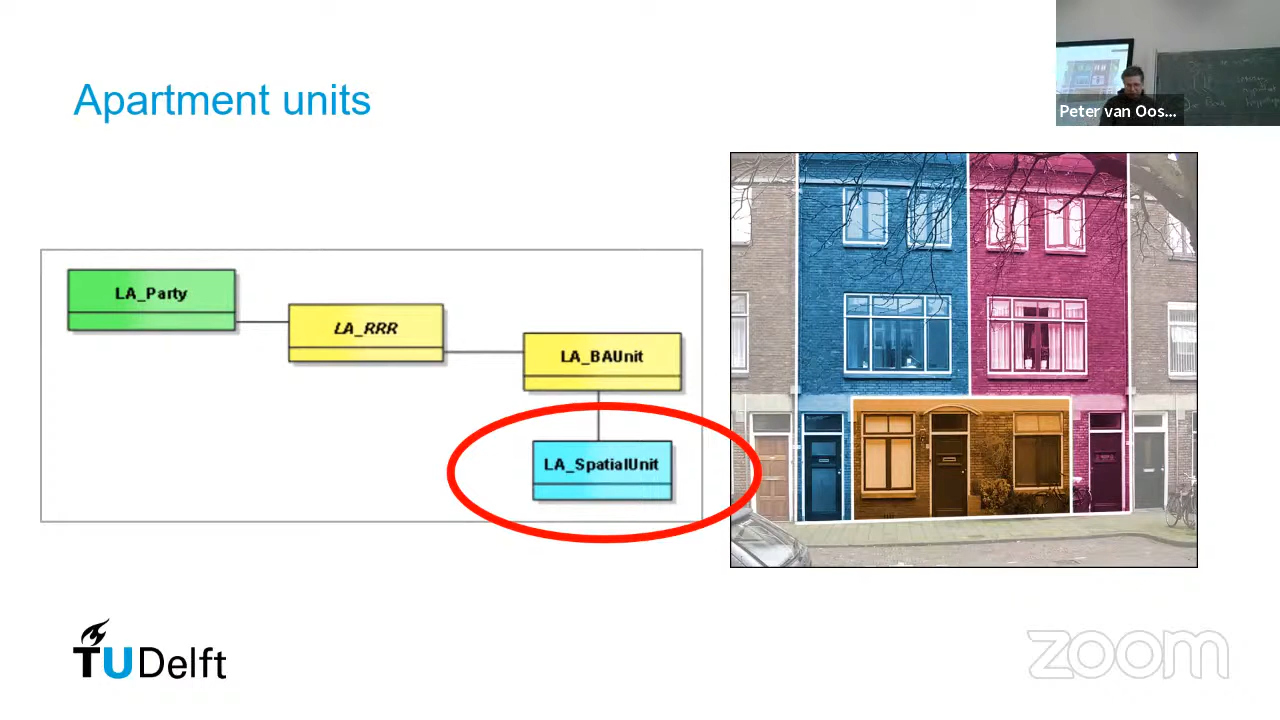 Apartment units
Peter van Oos...
LA_Party
LA_RRR
LA_BAUnit
LA_SpatialUnit
TUDelft
zoom